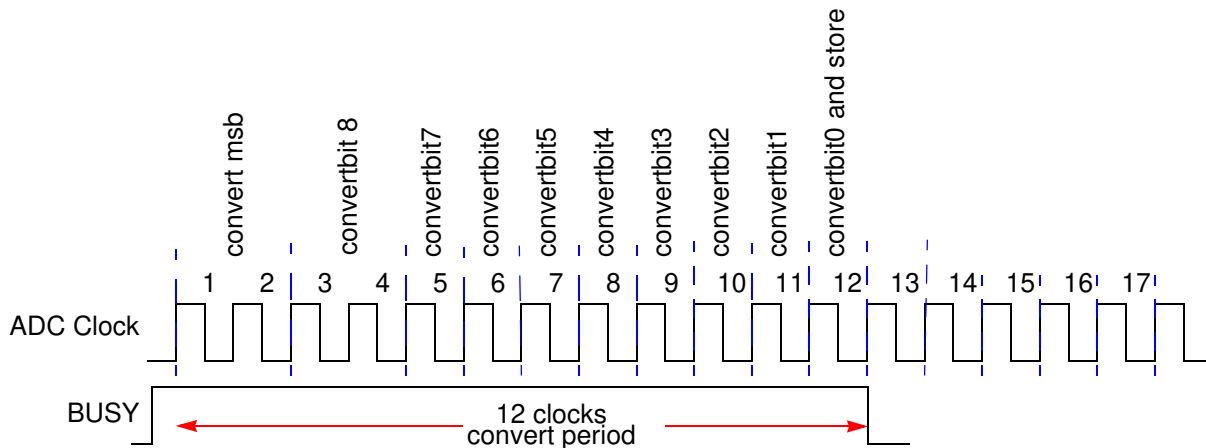 convert msb
convertbit 8
convertbit7
convertbit6
convertbit5
convertbit4
convertbit3
convertbit2
convertbit1
convertbit0 and store
1 2 3 4 5 6 7 8 9 10 11 12 13 14 15 16 17
ADC Clock
BUSY
12 clocks
convert period